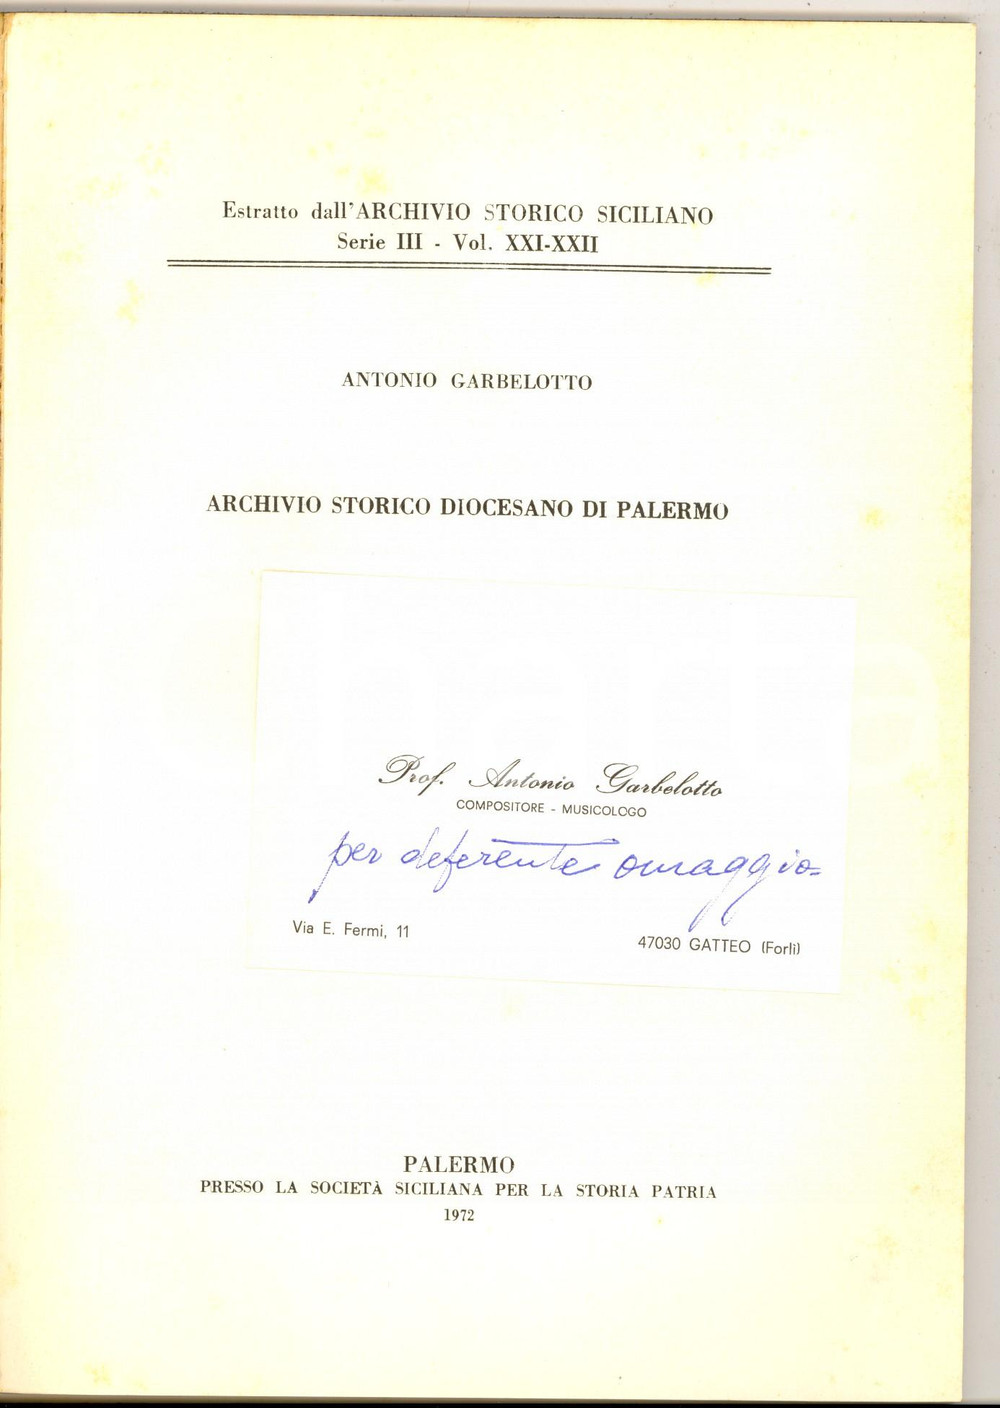 Estratto dall'ARCHIVIO STORICO SICILIANO
Serie III - Vol. XXI-XXII
ANTONIO GARBELOTTO
ARCHIVIO STORICO DIOCESANO DI PALERMO
Prof. Antonio Garbelotto
COMPOSITORE - MUSICOLOGO
per deferente omaggio=
Via E. Fermi, 11
47030 GATTEO (Forlì)
PALERMO
PRESSO LA SOCIETÀ SICILIANA PER LA STORIA PATRIA
1972